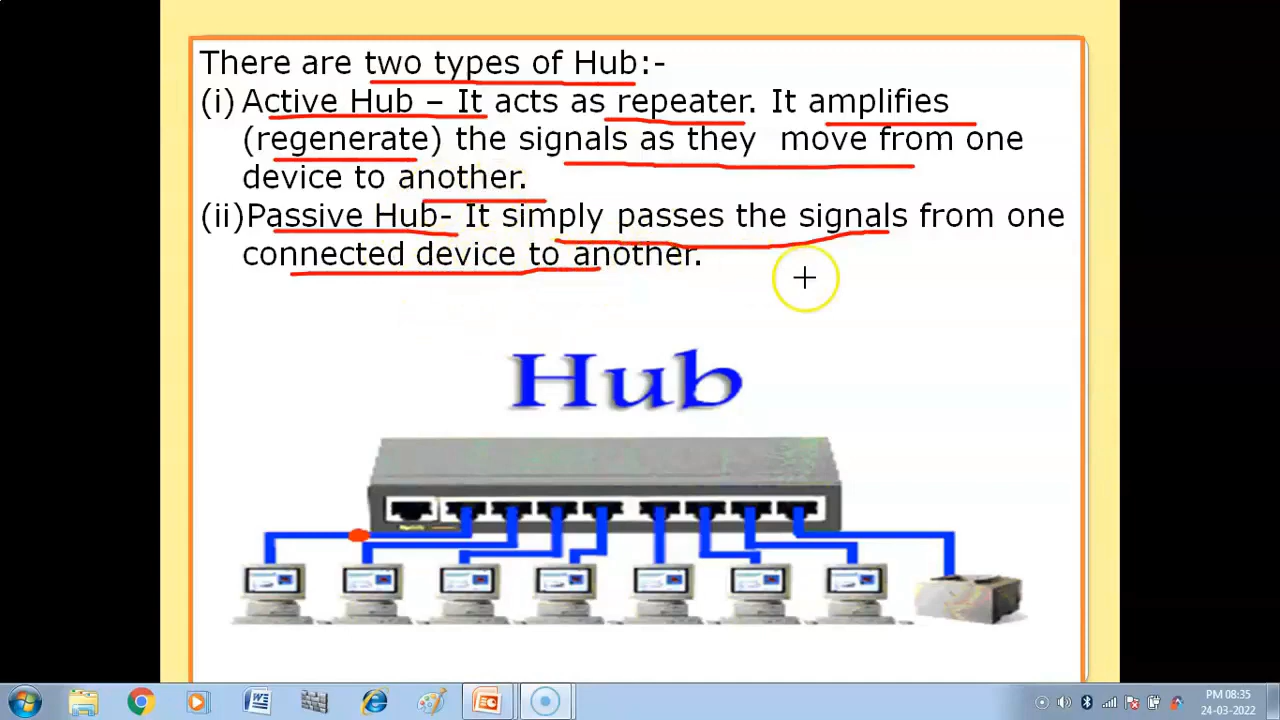 There are two types of Hub:-
(i) Active Hub – It acts as repeater. It amplifies
(regenerate) the signals as they move from one
device to another.
(ii)Passive Hub- It simply passes the signals from one
connected device to another.
Hub
PM 08:35
24-03-2022